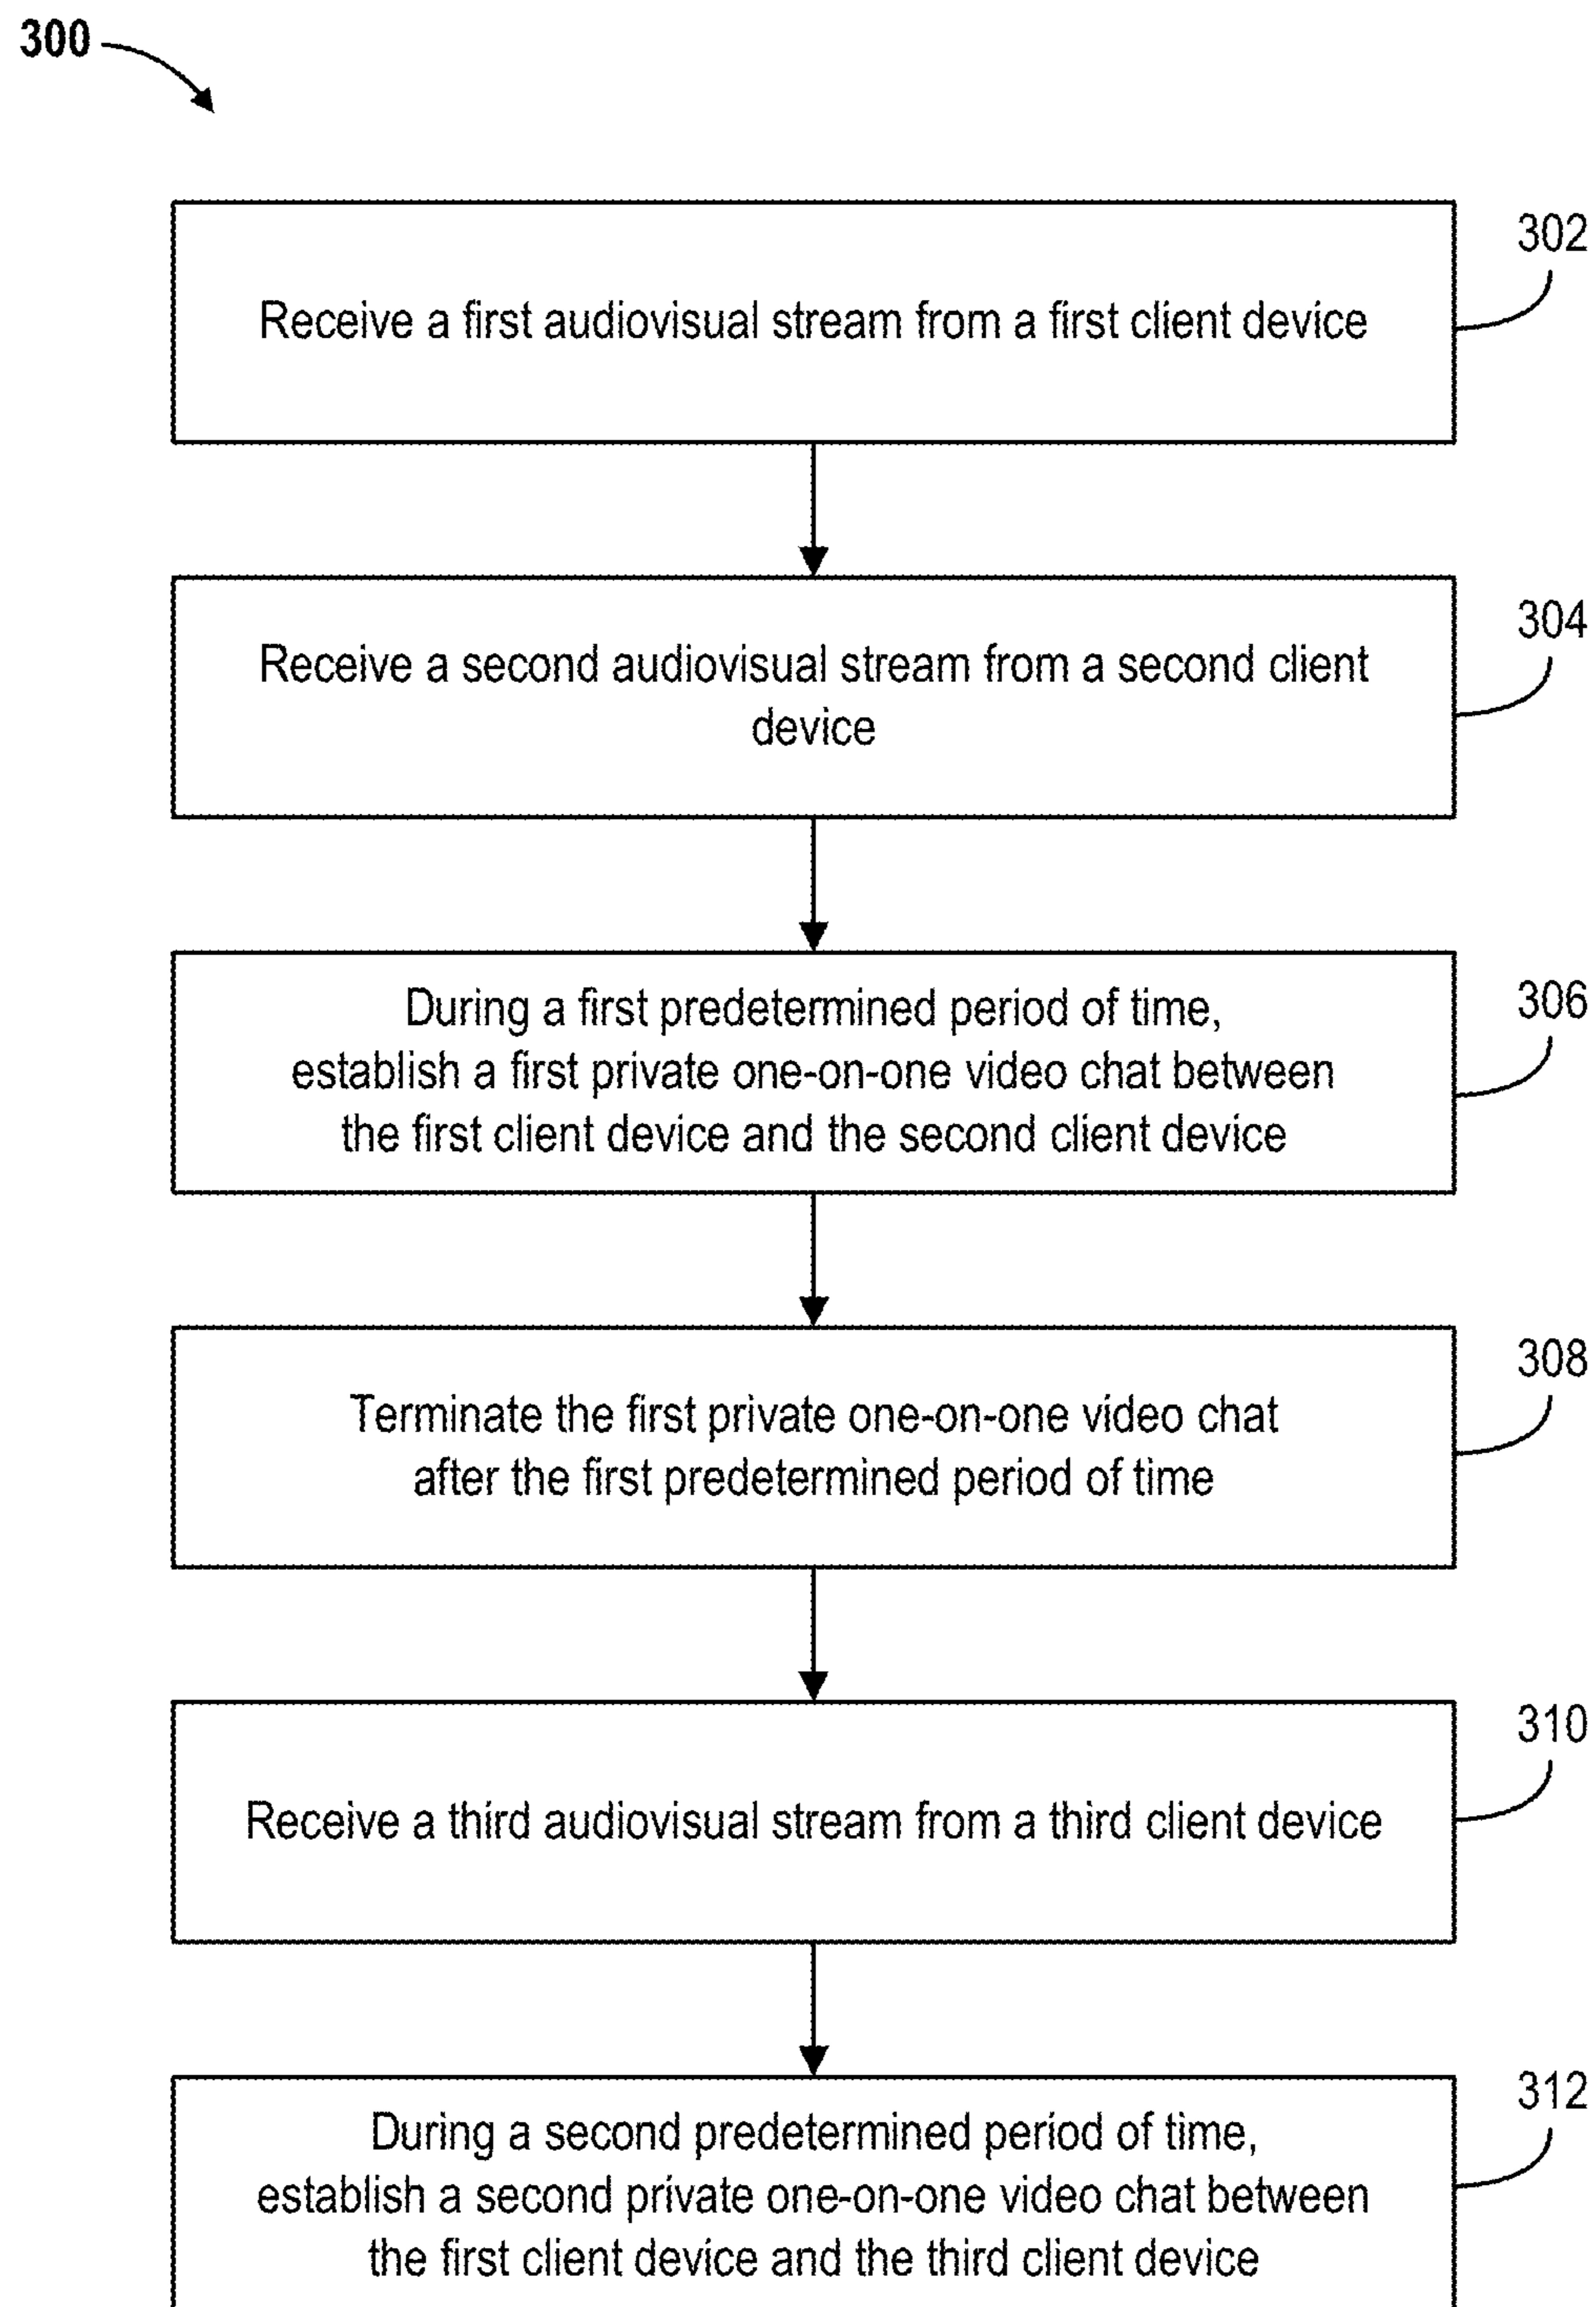 300
302
Receive a first audiovisual stream from a first client device
304
Receive a second audiovisual stream from a second client
device
306
During a first predetermined period of time,
establish a first private one-on-one video chat between
the first client device and the second client device
308
Terminate the first private one-on-one video chat
after the first predetermined period of time
310
Receive a third audiovisual stream from a third client device
312
During a second predetermined period of time,
establish a second private one-on-one video chat between
the first client device and the third client device